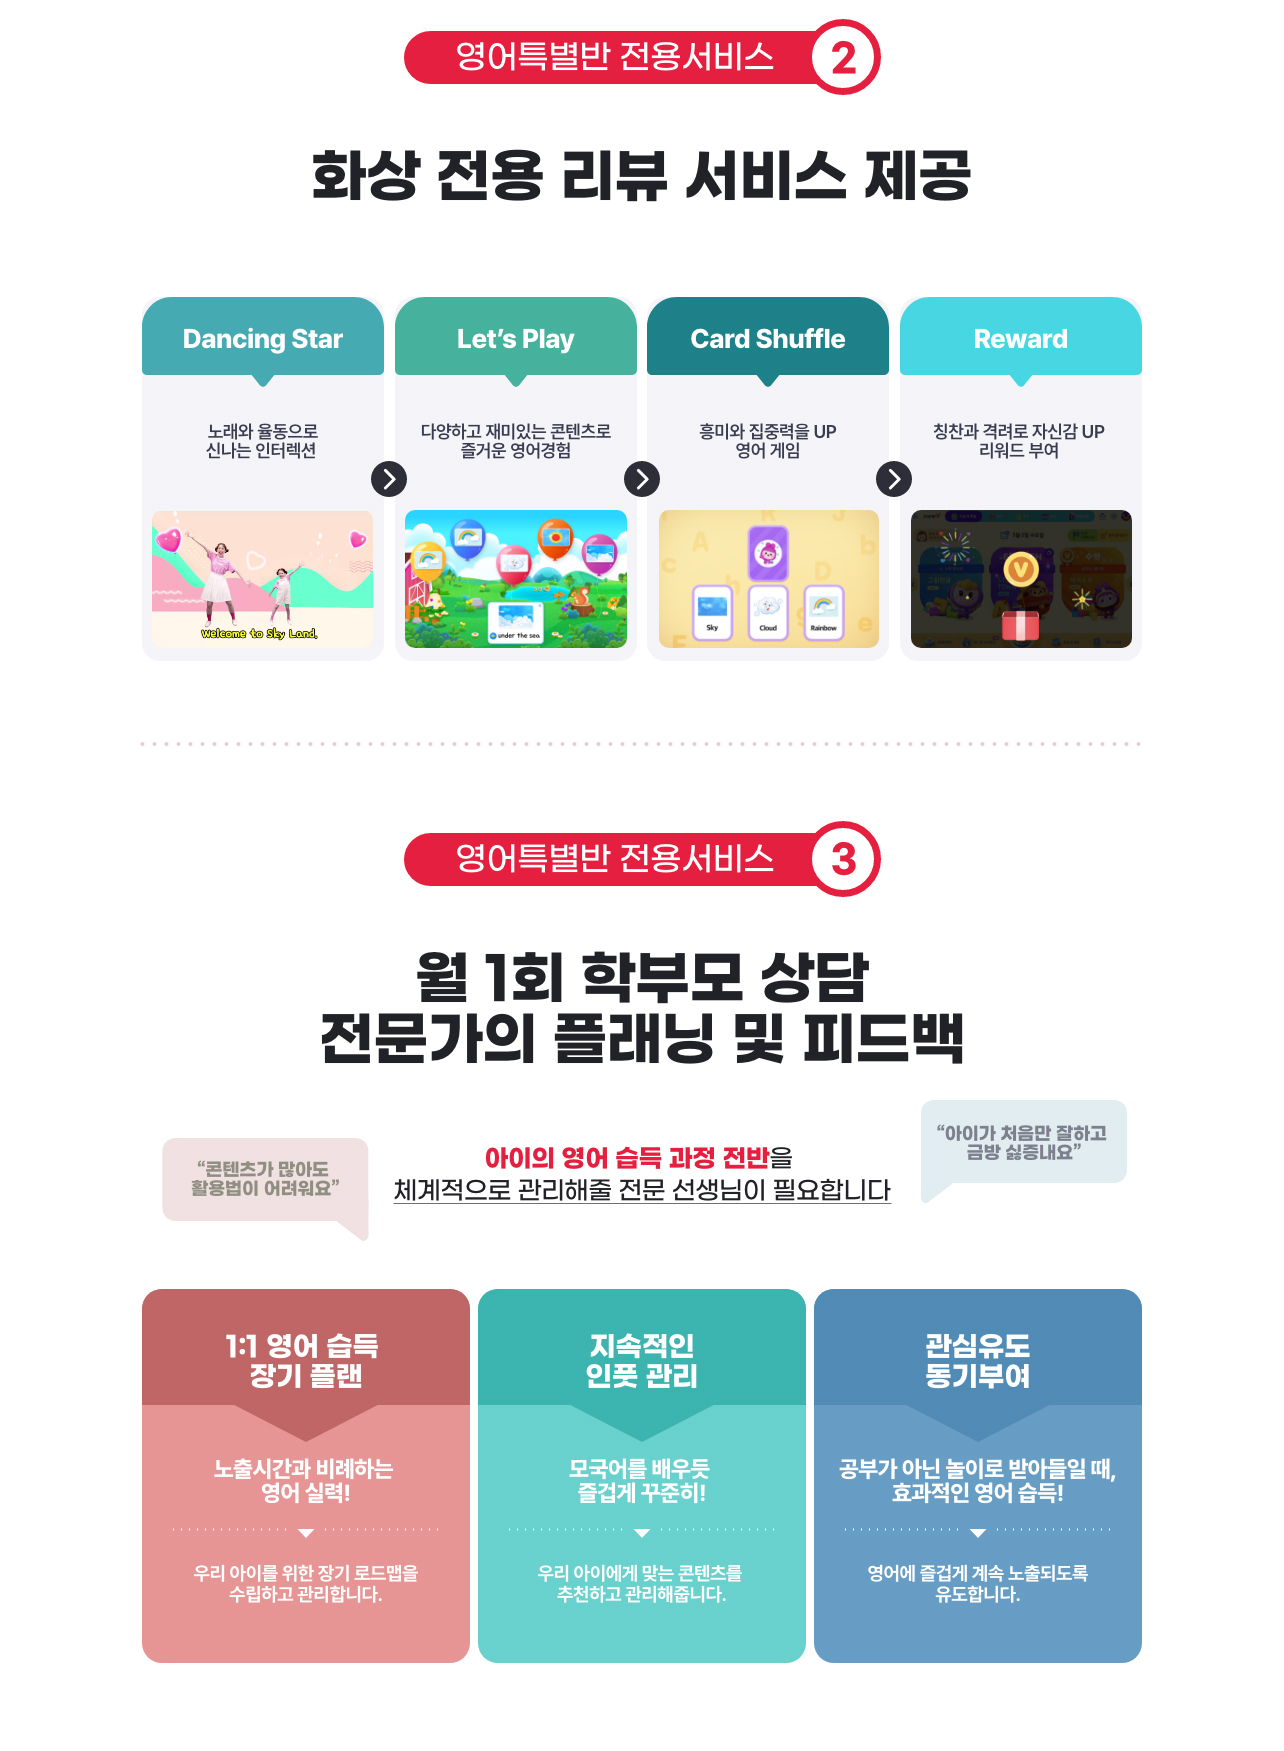 영어특별반 전용서비스 2
화상 전용 리뷰 서비스 제공
Dancing Star
노래와 율동으로
신나는 인터렉션
Welcome to Sky Land.
Let's Play
다양하고 재미있는 콘텐츠로
즐거운 영어경험
under the sea
Card Shuffle
흥미와 집중력을 UP
영어 게임
Sky
Cloud
Rainbow
Reward
칭찬과 격려로 자신감 UP
리워드 부여
영어특별반 전용서비스 3
월 1회 학부모 상담
전문가의 플래닝 및 피드백
“콘텐츠가 많아도
활용법이 어려워요”
아이의 영어 습득 과정 전반을
체계적으로 관리해줄 전문 선생님이 필요합니다
“아이가 처음만 잘하고
금방 싫증내요”
1:1 영어 습득
장기 플랜
노출시간과 비례하는
영어 실력!
우리 아이를 위한 장기 로드맵을
수립하고 관리합니다.
지속적인
인풋 관리
모국어를 배우듯
즐겁게 꾸준히!
우리 아이에게 맞는 콘텐츠를
추천하고 관리해줍니다.
관심유도
동기부여
공부가 아닌 놀이로 받아들일 때,
효과적인 영어 습득!
영어에 즐겁게 계속 노출되도록
유도합니다.